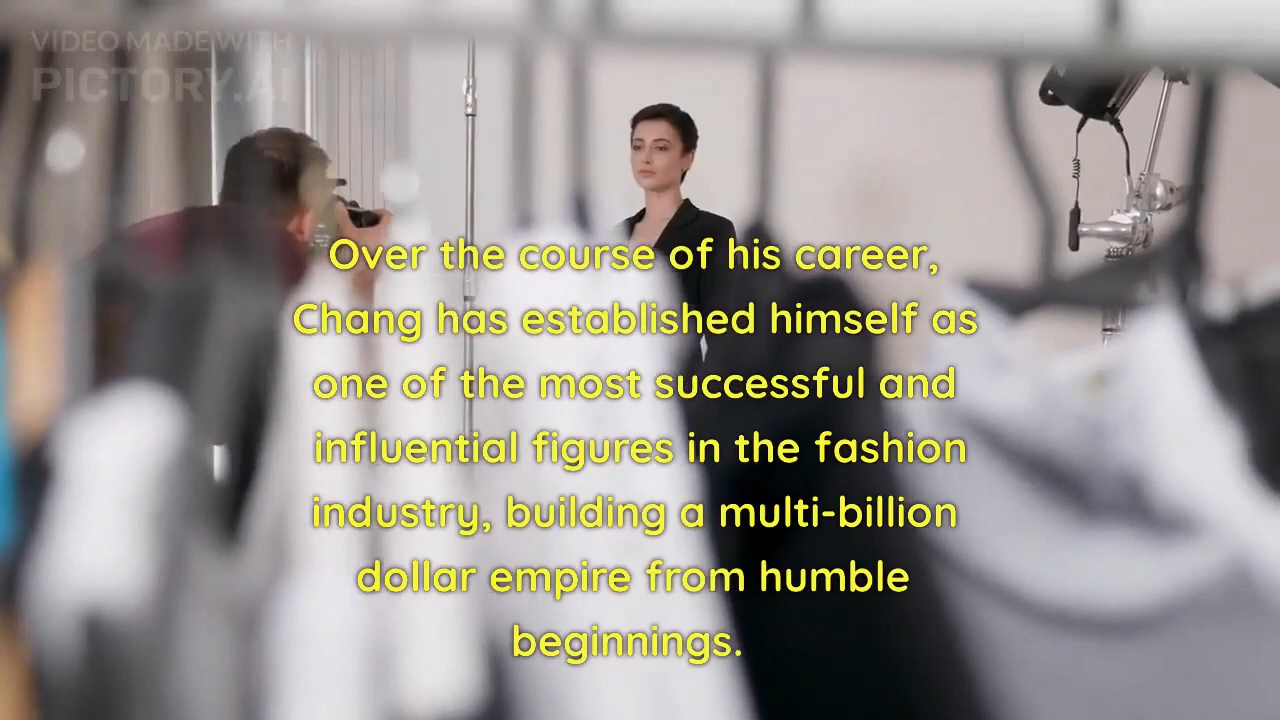 VIDEO MADE WITH
PICTORY.AI
Over the course of his career,
Chang has established himself as
one of the most successful and
influential figures in the fashion
industry, building a multi-billion
dollar empire from humble
beginnings.